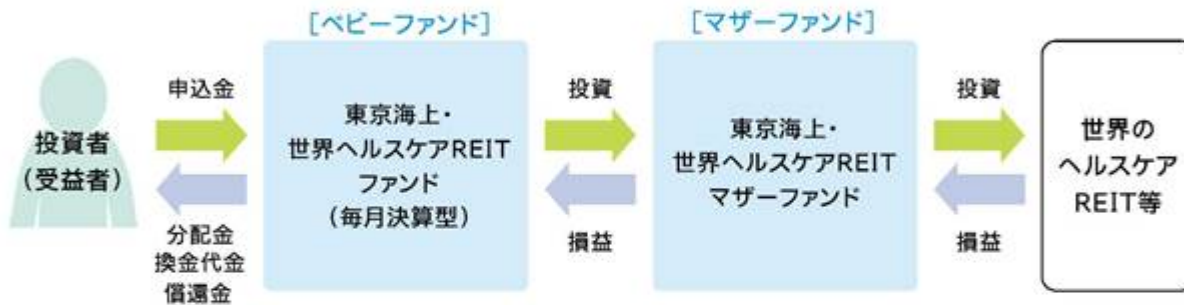 [ベビーファンド]
[マザーファンド]
投資者
(受益者)
申込金
分配金
換金代金
償還金
東京海上・
世界ヘルスケアREIT
ファンド
(毎月決算型)
投資
損益
東京海上・
世界ヘルスケアREIT
マザーファンド
投資
損益
世界の
ヘルスケア
REIT等